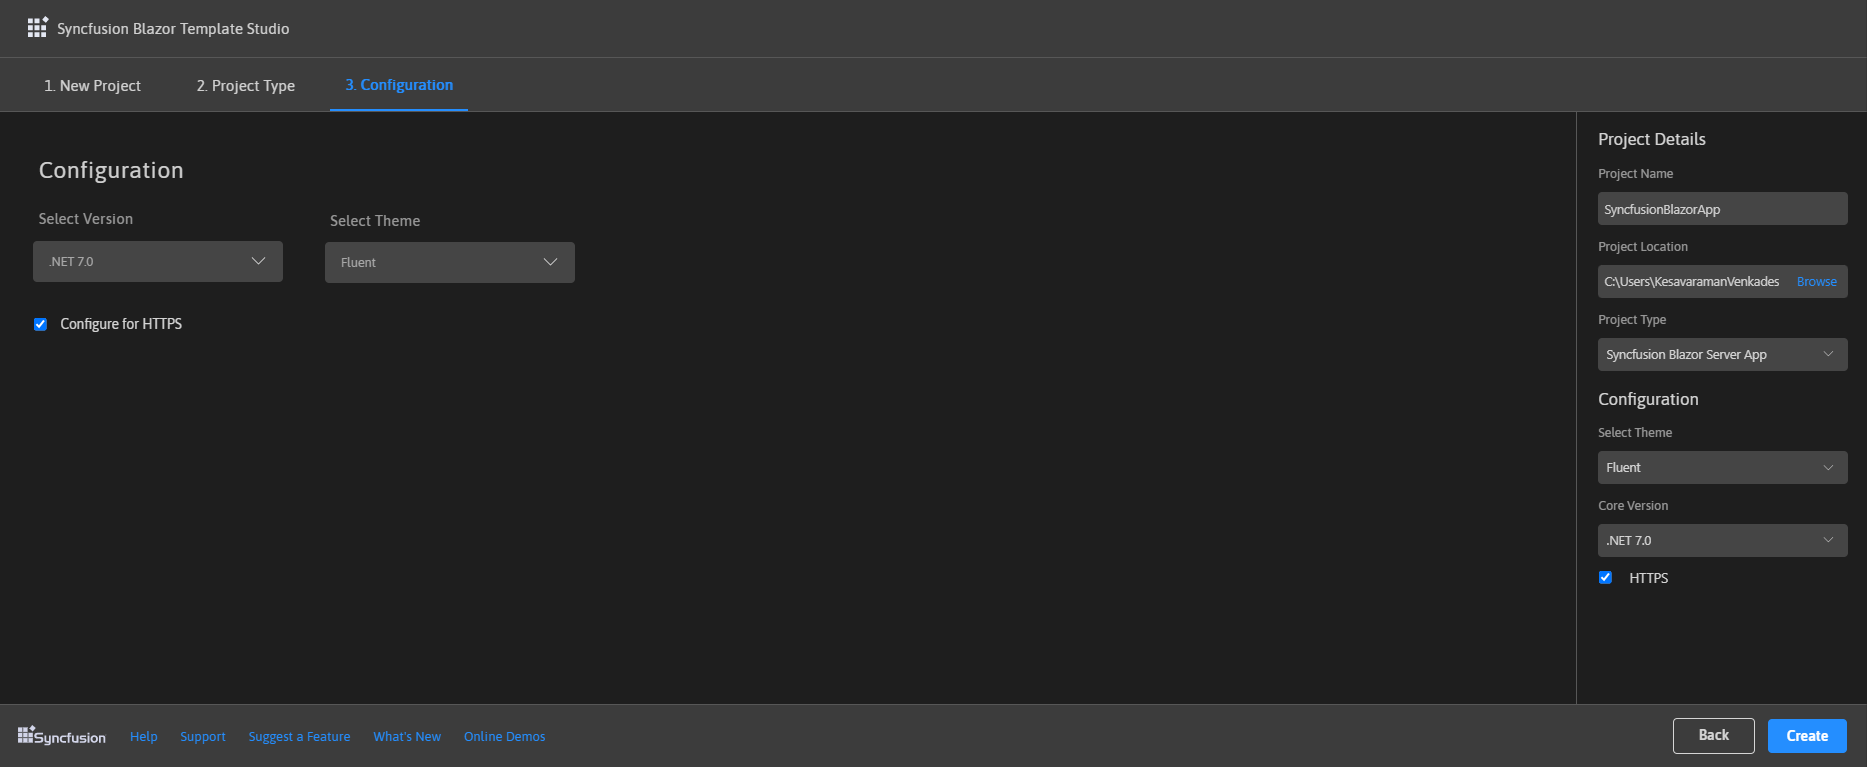 Syncfusion Blazor Template Studio
1. New Project
2. Project Type
3. Configuration
Configuration
Select Version
Select Theme
.NET 7.0
Fluent
Configure for HTTPS
Project Details
Project Name
SyncfusionBlazorApp
Project Location
C:\Users\KesavaramanVenkades
Browse
Project Type
Syncfusion Blazor Server App
Configuration
Select Theme
Fluent
Core Version
.NET 7.0
HTTPS
Syncfusion
Help
Support
Suggest a Feature
What's New
Online Demos
Back
Create